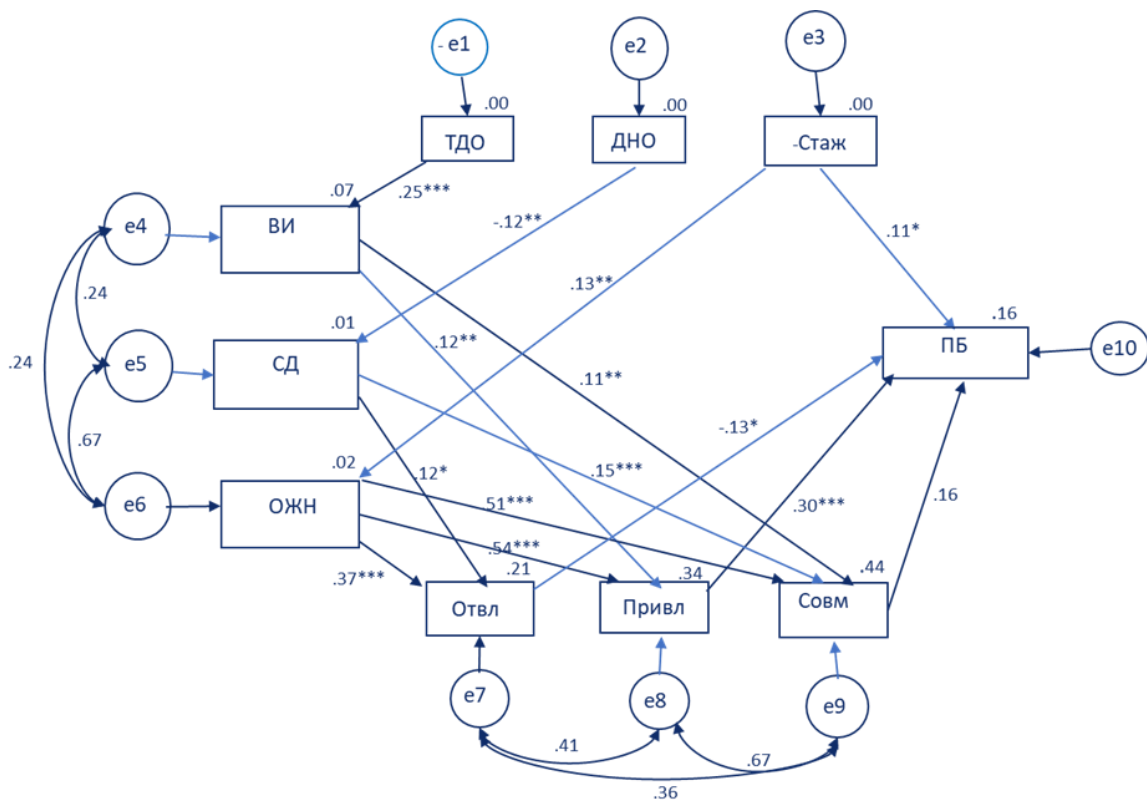 - e1
e2
e3
.00
.00
.00
ТДО
ДНО
-Стаж
.07
.25***
-.12**
.11*
e4
ВИ
.13**
.24
.01
.12**
.16
.24
e5
СД
.11**
ПБ
e10
-.13*
.67
.02
.12*
.15***
.16
e6
ОЖН
.51***
.30***
.54***
.37***
.21
.34
.44
Отвл
Привл
Совм
e7
e8
e9
.41
.67
.36